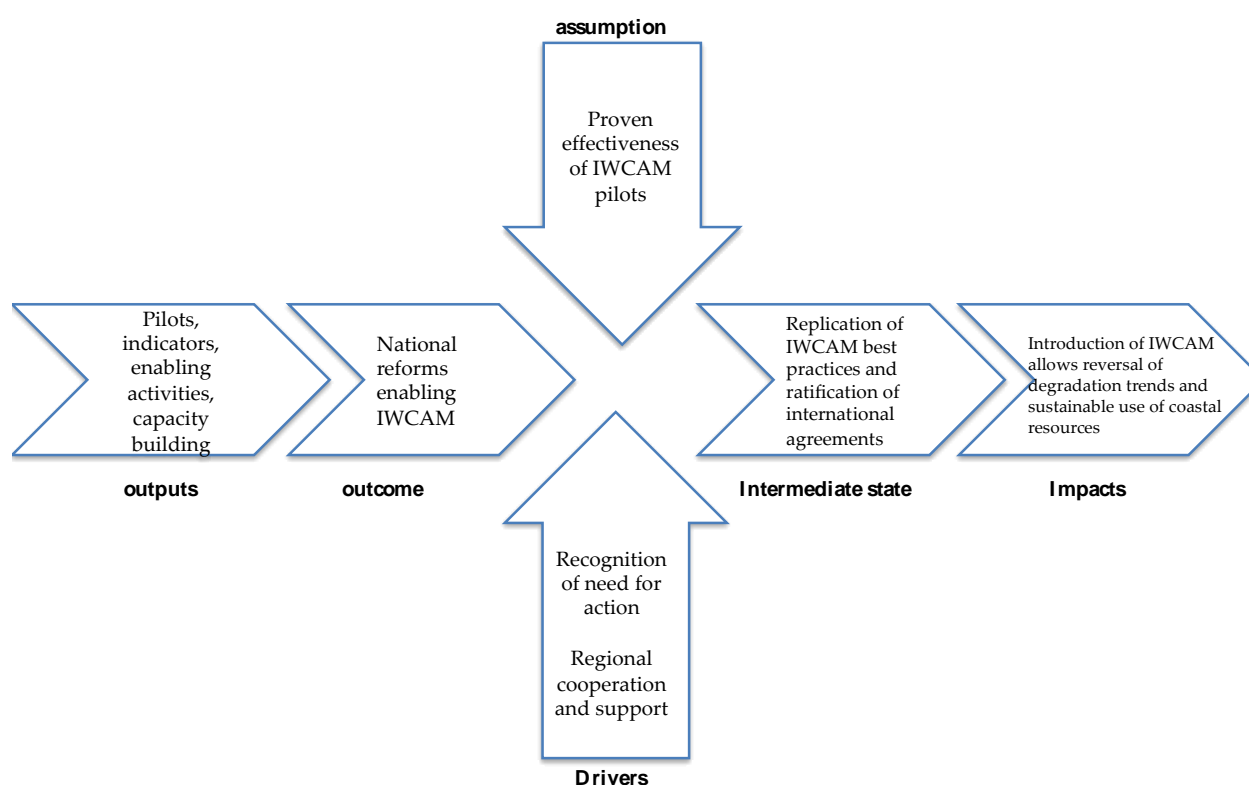 assumption
Proven
effectiveness
of IWCAM
pilots
Pilots,
indicators,
enabling
activities,
capacity
building
outputs
National
reforms
enabling
IWCAM
outcome
Replication of
IWCAM best
practices and
ratification of
international
agreements
Intermediate state
Introduction of IWCAM
allows reversal of
degradation trends and
sustainable use of coastal
resources
Impacts
Recognition
of need for
action
Regional
cooperation
and support
Drivers